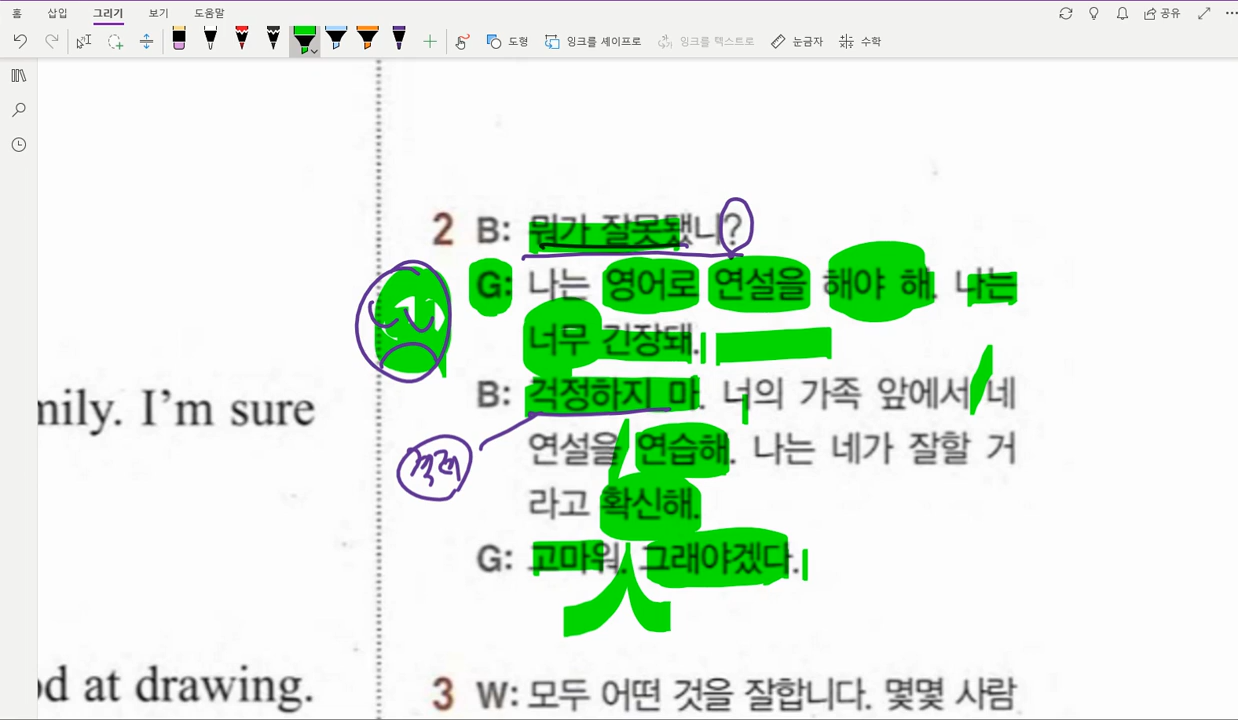 홈 삽입 그리기 보기 도움말 공유
도형 잉크를 셰이프로 잉크를 텍스트로 눈금자 수학
2 B: 뭔가 잘못됐니?
G: 나는 영어로 연설을 해야 해. 나는
너무 긴장돼.
B: 걱정하지 마. 너의 가족 앞에서 네
연설을 연습해. 나는 네가 잘할 거
라고 확신해.
G: 고마워. 그래야겠다.
격려
mily. I'm sure
od at drawing.
3 W: 모두 어떤 것을 잘합니다. 몇몇 사람